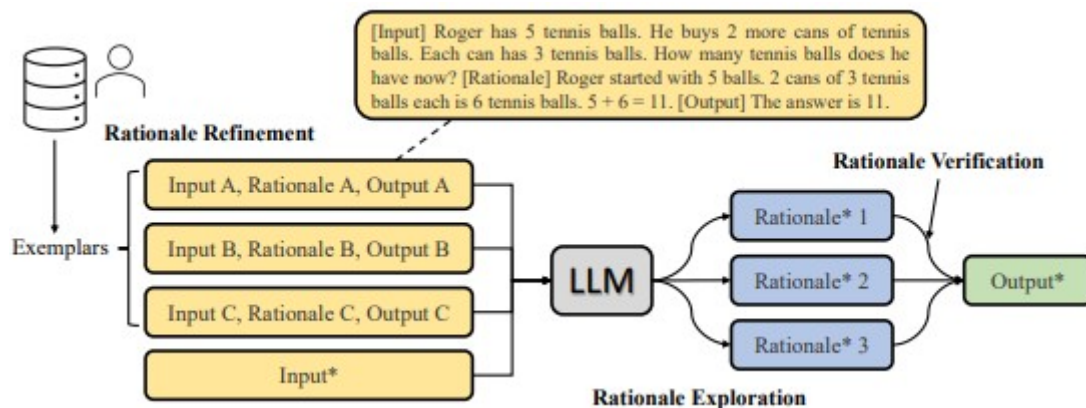 [Input] Roger has 5 tennis balls. He buys 2 more cans of tennis
balls. Each can has 3 tennis balls. How many tennis balls does he
have now? [Rationale] Roger started with 5 balls. 2 cans of 3 tennis
balls each is 6 tennis balls. 5 + 6 = 11. [Output] The answer is 11.
Rationale Refinement
Rationale Verification
Exemplars
Input A, Rationale A, Output A
Input B, Rationale B, Output B
Input C, Rationale C, Output C
Input*
LLM
Rationale* 1
Rationale* 2
Rationale* 3
Output*
Rationale Exploration